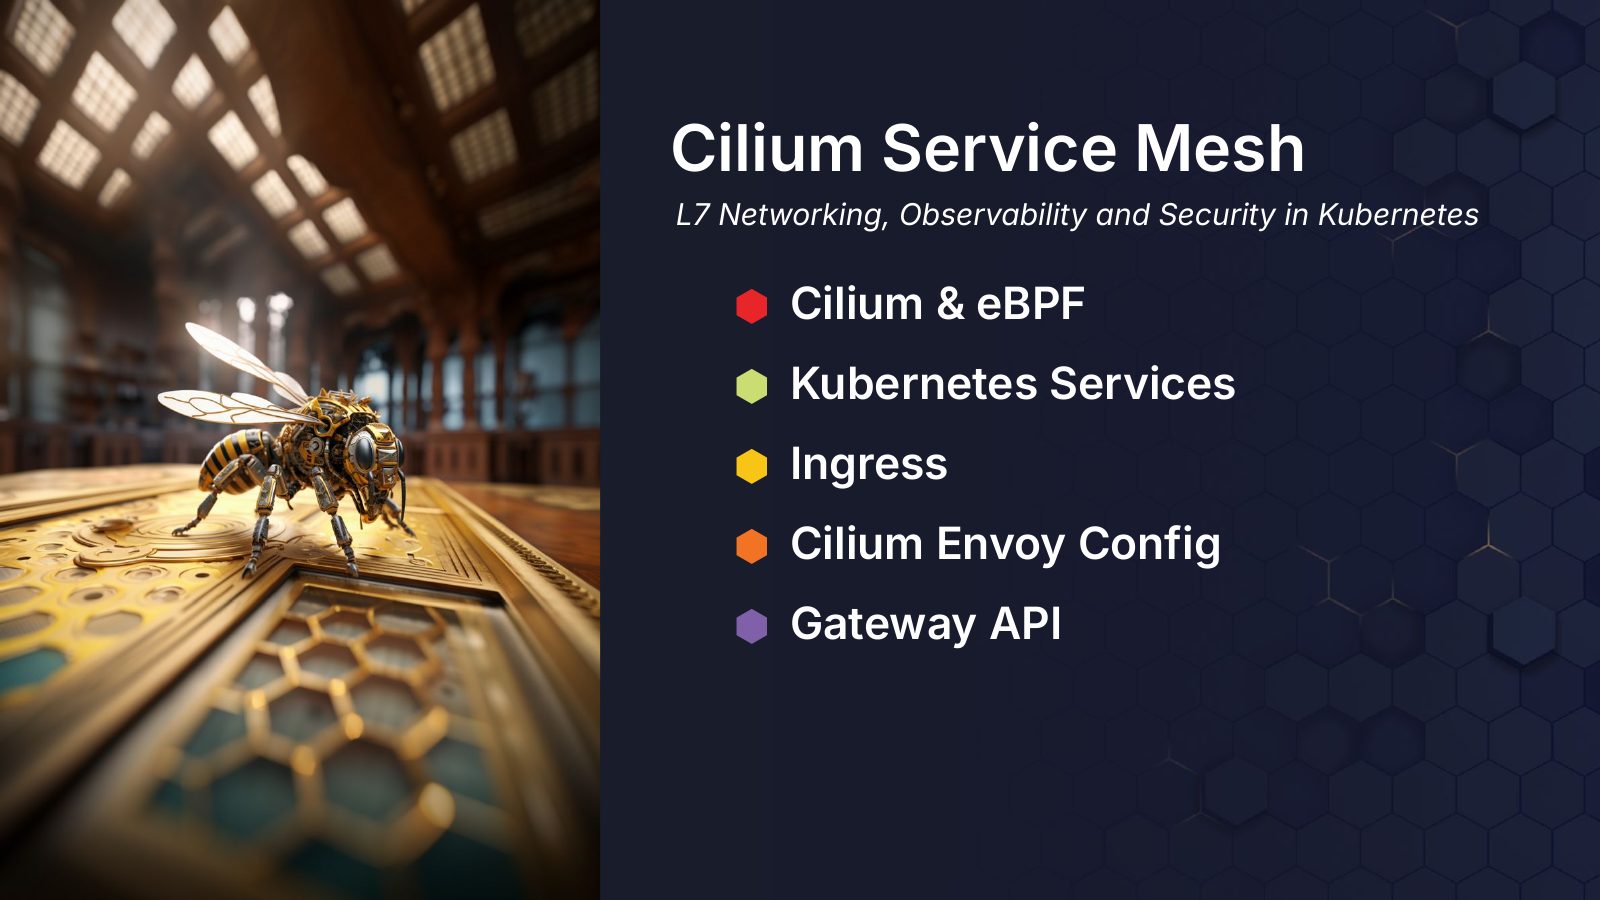 Cilium Service Mesh
L7 Networking, Observability and Security in Kubernetes
Cilium & eBPF
Kubernetes Services
Ingress
Cilium Envoy Config
Gateway API